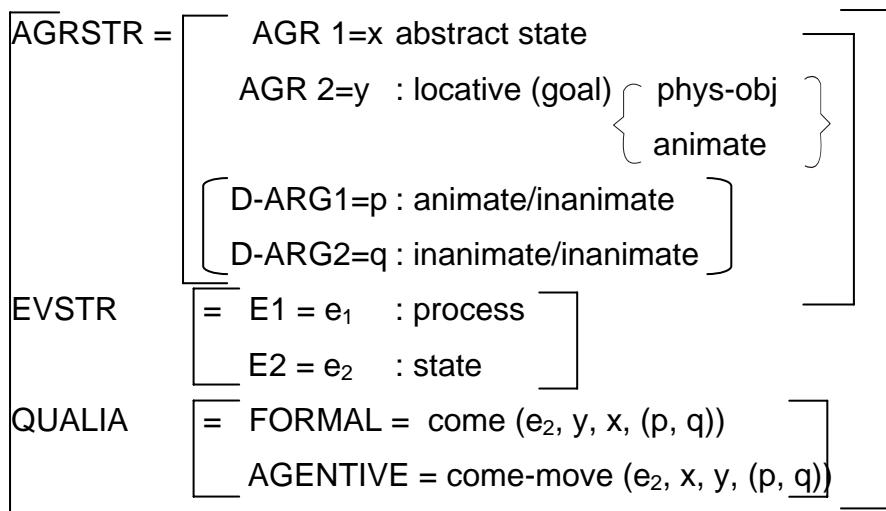 AGRSTR = AGR 1=x abstract state
AGR 2=y : locative (goal) phys-obj
animate
D-ARG1=p : animate/inanimate
D-ARG2=q : inanimate/inanimate
EVSTR = E1 = e₁ : process
E2 = e₂ : state
QUALIA = FORMAL = come (e₂, y, x, (p, q))
AGENTIVE = come-move (e₂, x, y, (p, q))